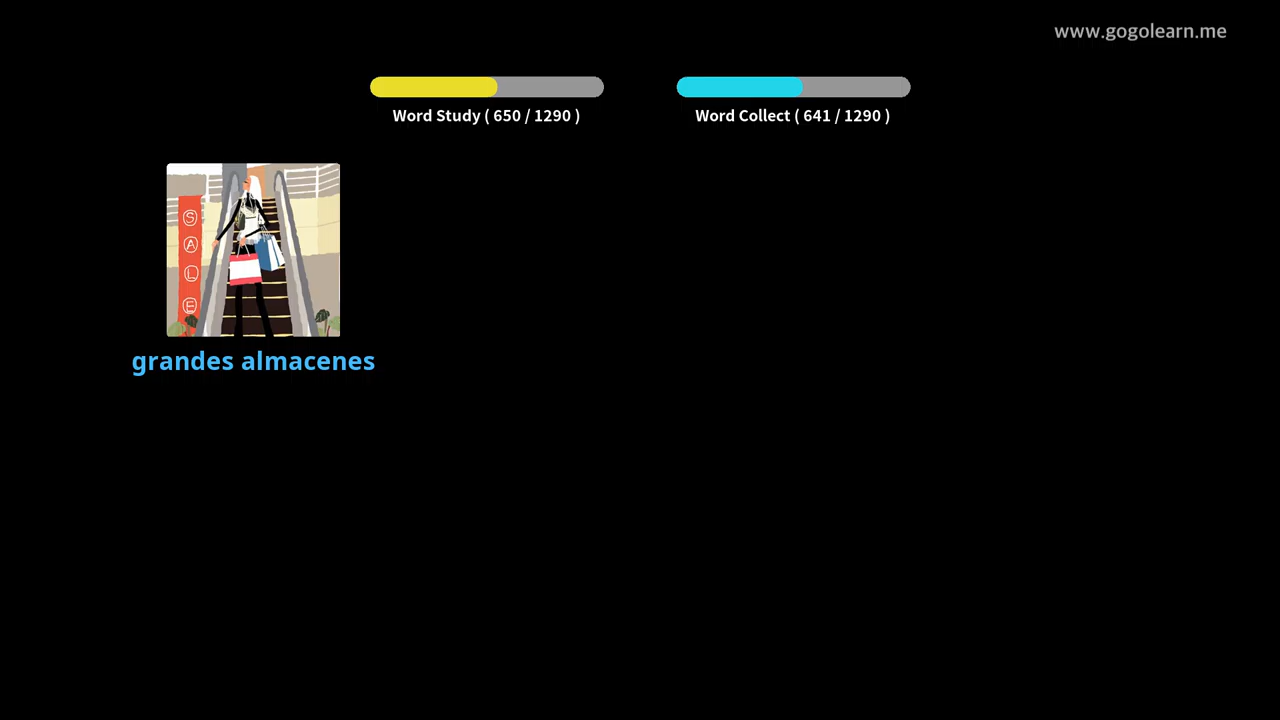 www.gogolearn.me
Word Study ( 650 / 1290 )
Word Collect ( 641 / 1290 )
S
A
L
E
grandes almacenes